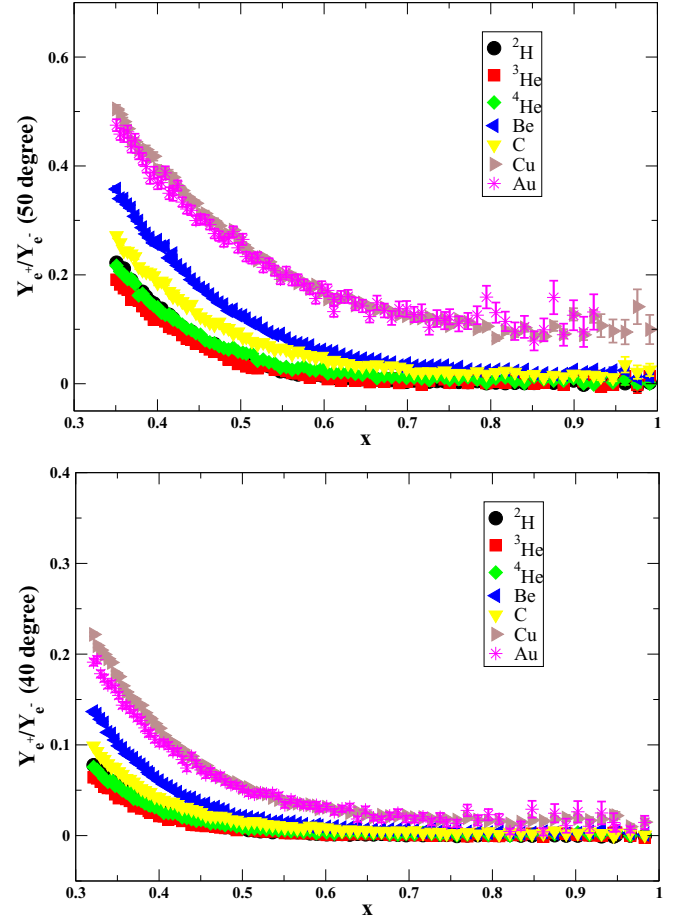 0.6
0.4
0.2
0
Y_e+/Y_e- (50 degree)
²H
³He
⁴He
Be
C
Cu
Au
0.3 0.4 0.5 0.6 0.7 0.8 0.9 1
x
0.4
0.3
0.2
0.1
0
Y_e+/Y_e- (40 degree)
²H
³He
⁴He
Be
C
Cu
Au
0.3 0.4 0.5 0.6 0.7 0.8 0.9 1
x